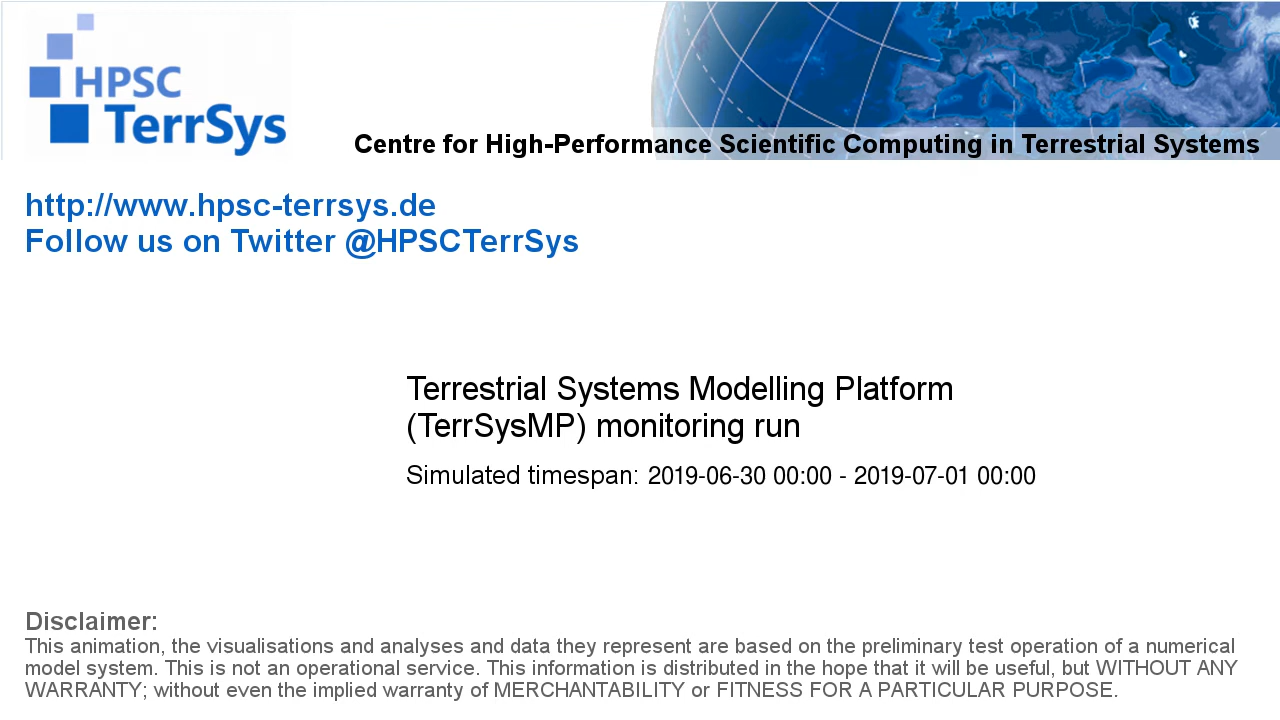 HPSC
TerrSys
Centre for High-Performance Scientific Computing in Terrestrial Systems
http://www.hpsc-terrsys.de
Follow us on Twitter @HPSCTerrSys
Terrestrial Systems Modelling Platform
(TerrSysMP) monitoring run
Simulated timespan: 2019-06-30 00:00 - 2019-07-01 00:00
Disclaimer:
This animation, the visualisations and analyses and data they represent are based on the preliminary test operation of a numerical
model system. This is not an operational service. This information is distributed in the hope that it will be useful, but WITHOUT ANY
WARRANTY; without even the implied warranty of MERCHANTABILITY or FITNESS FOR A PARTICULAR PURPOSE.